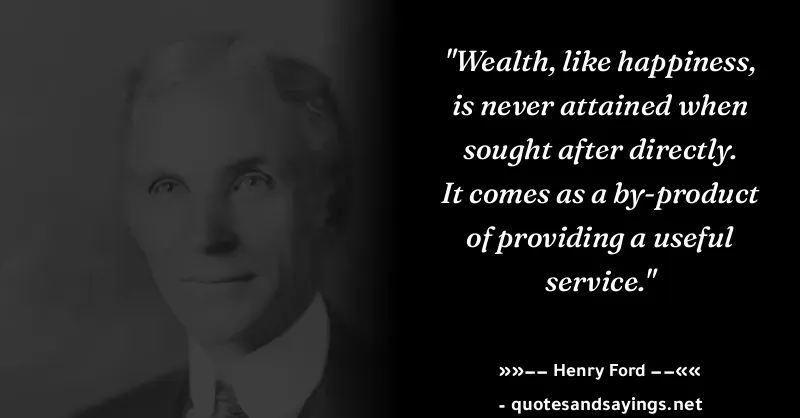 "Wealth, like happiness,
is never attained when
sought after directly.
It comes as a by-product
of providing a useful
service."
»»–– Henry Ford ––««
- quotesandsayings.net